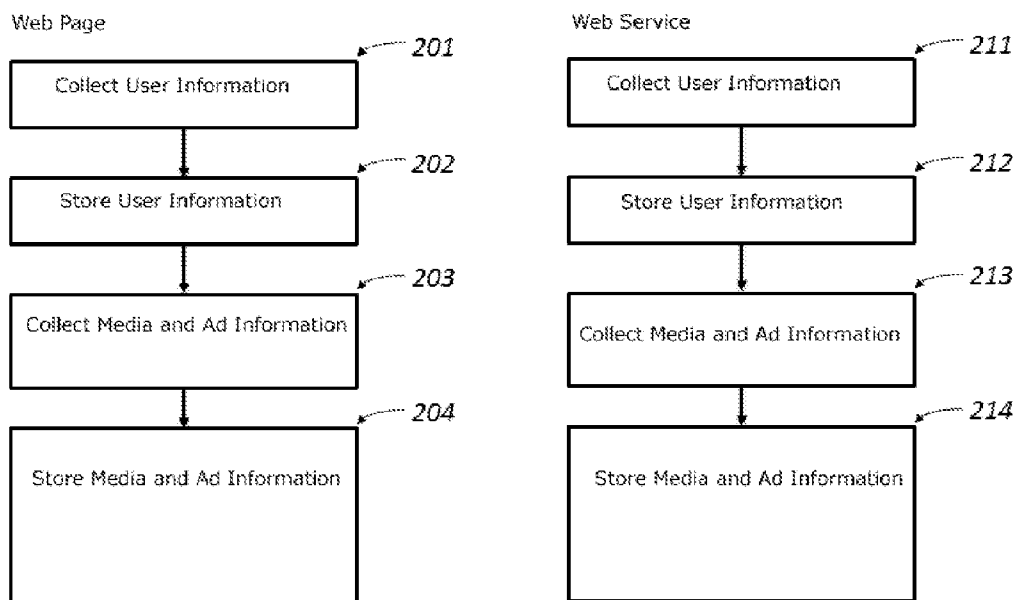 Web Page
201
Collect User Information
202
Store User Information
203
Collect Media and Ad Information
204
Store Media and Ad Information
Web Service
211
Collect User Information
212
Store User Information
213
Collect Media and Ad Information
214
Store Media and Ad Information